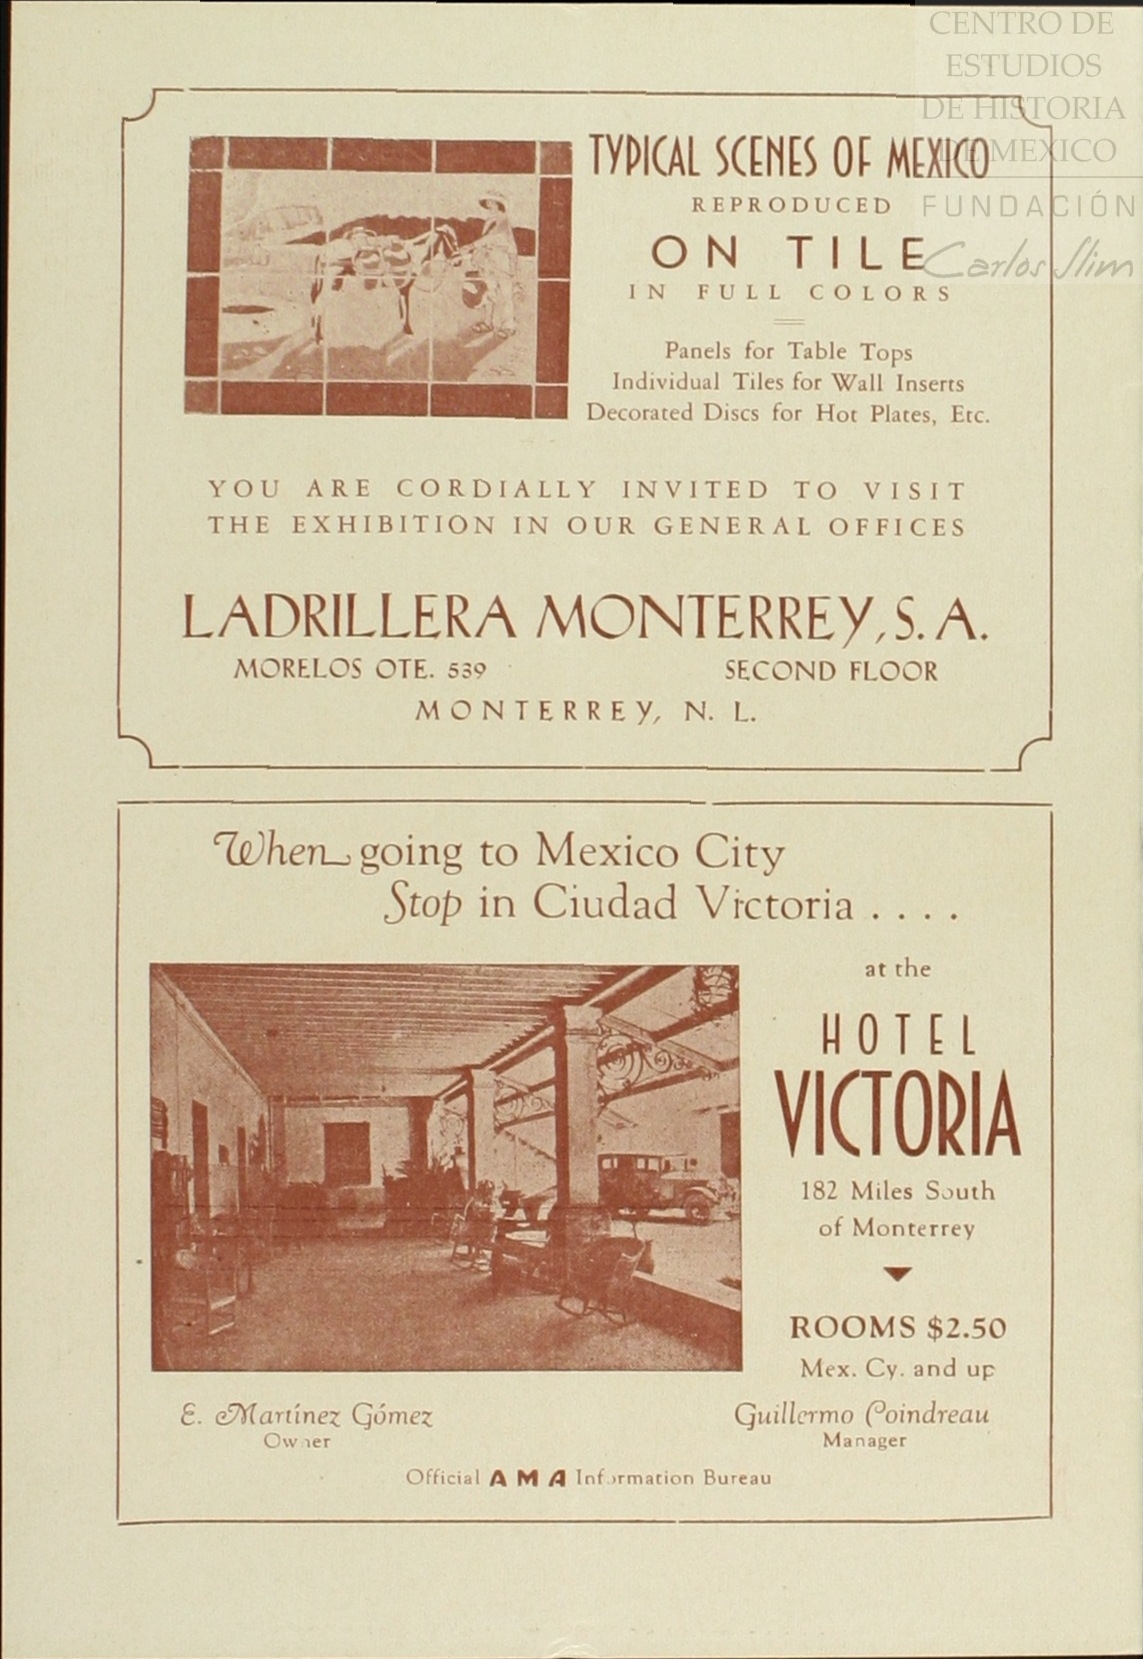 CENTRO DE
ESTUDIOS
DE HISTORIA
DE MEXICO
FUNDACIÓN
Carlos Slim
TYPICAL SCENES OF MEXICO
REPRODUCED
ON TILE
IN FULL COLORS
Panels for Table Tops
Individual Tiles for Wall Inserts
Decorated Discs for Hot Plates, Etc.
YOU ARE CORDIALLY INVITED TO VISIT
THE EXHIBITION IN OUR GENERAL OFFICES
LADRILLERA MONTERREY, S. A.
MORELOS OTE. 539 SECOND FLOOR
MONTERREY, N. L.
When going to Mexico City
Stop in Ciudad Victoria . . . .
at the
HOTEL
VICTORIA
182 Miles South
of Monterrey
ROOMS $2.50
Mex. Cy. and up
E. Martínez Gómez
Owner
Guillermo Poindreau
Manager
Official AMA Information Bureau